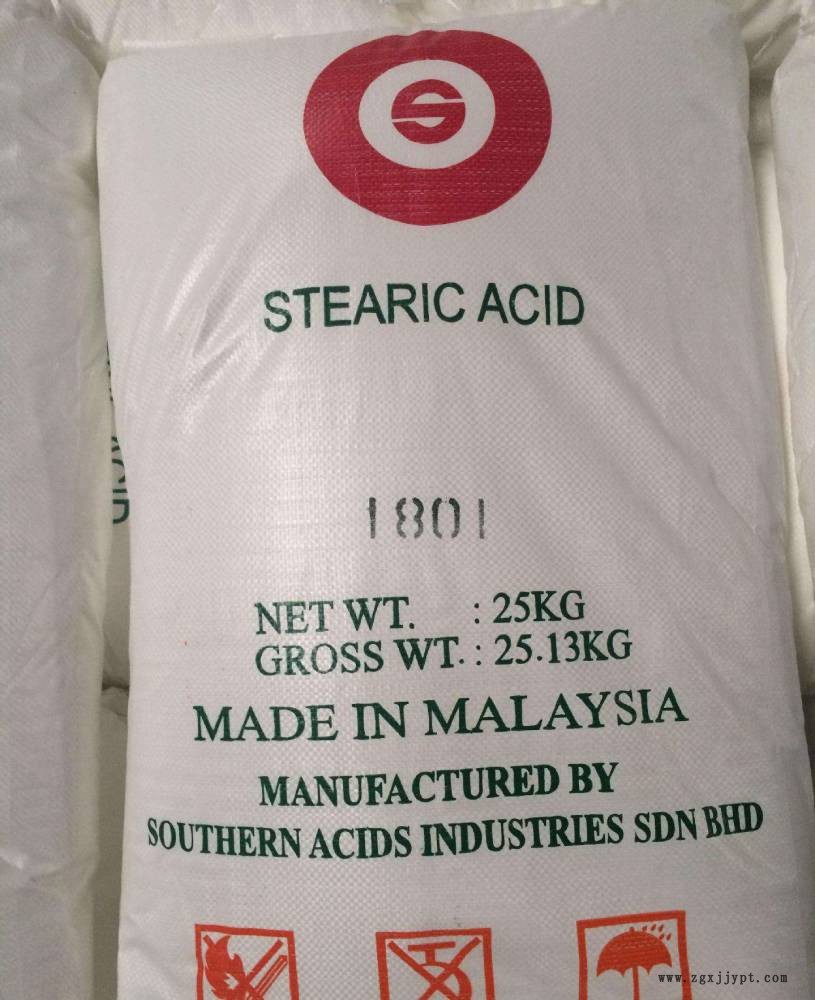 S
STEARIC ACID
ACID
1801
NET WT. : 25KG
GROSS WT. : 25.13KG
MADE IN MALAYSIA
MANUFACTURED BY
SOUTHERN ACIDS INDUSTRIES SDN BHD
www.zgxjjypt.com